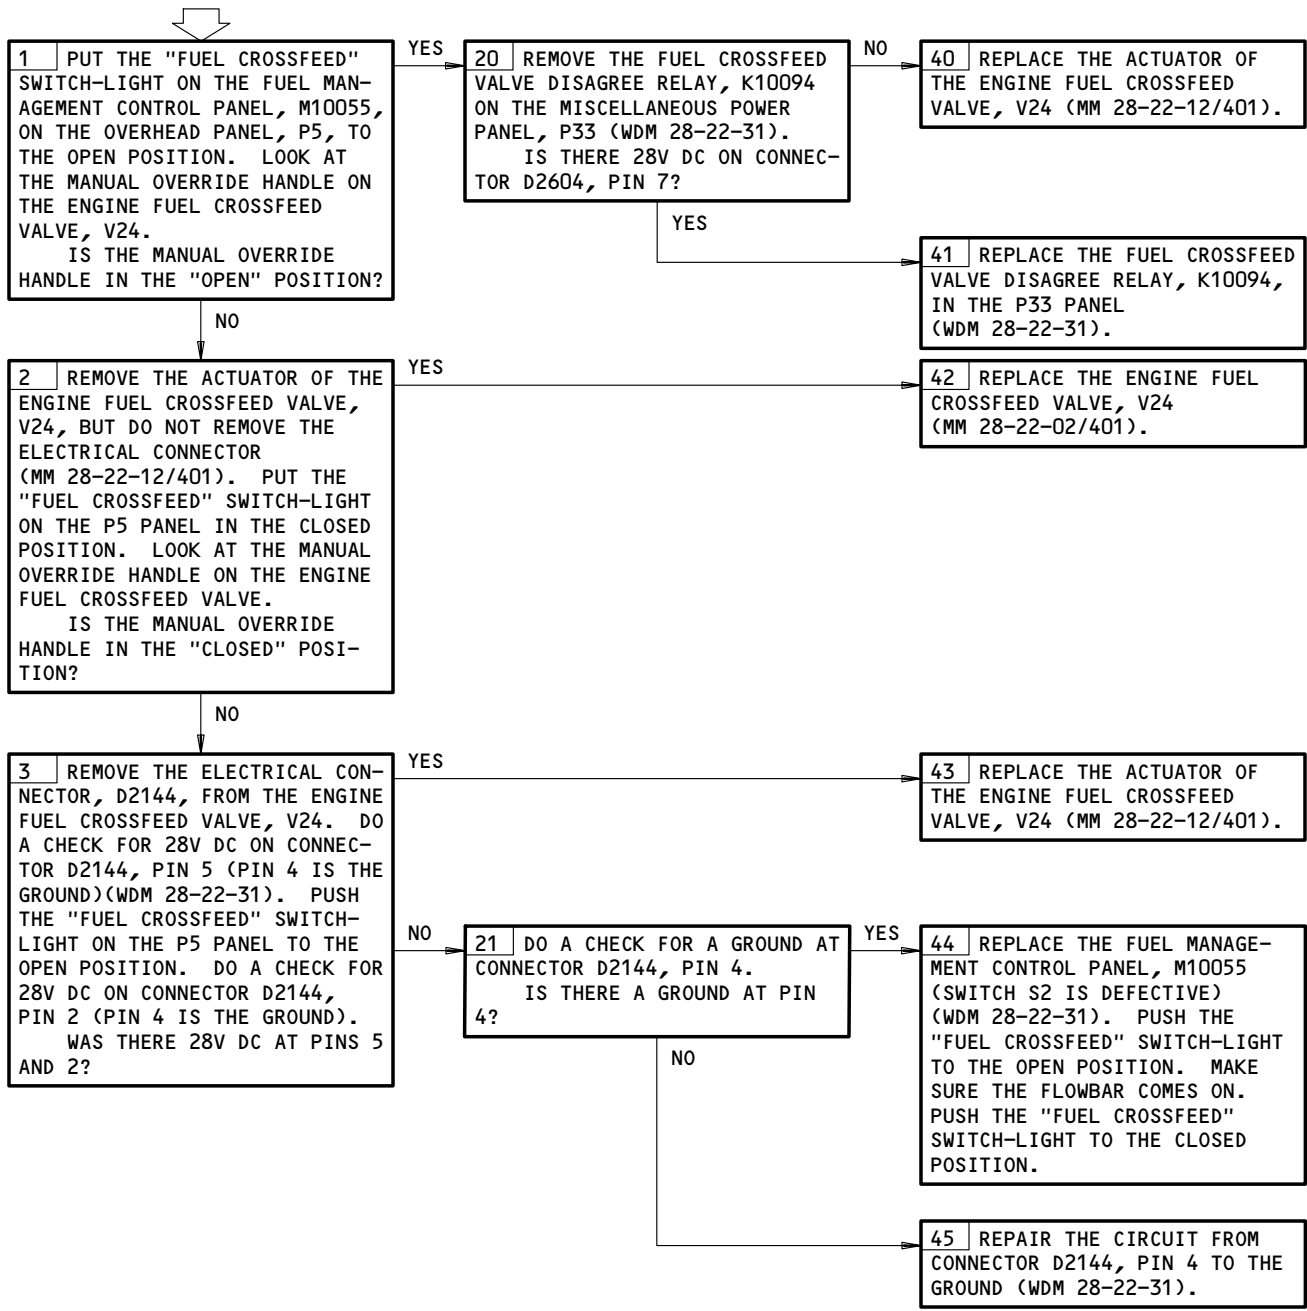 1 PUT THE "FUEL CROSSFEED"
SWITCH-LIGHT ON THE FUEL MAN-
AGEMENT CONTROL PANEL, M10055,
ON THE OVERHEAD PANEL, P5, TO
THE OPEN POSITION. LOOK AT
THE MANUAL OVERRIDE HANDLE ON
THE ENGINE FUEL CROSSFEED
VALVE, V24.
IS THE MANUAL OVERRIDE
HANDLE IN THE "OPEN" POSITION?
YES
20 REMOVE THE FUEL CROSSFEED
VALVE DISAGREE RELAY, K10094
ON THE MISCELLANEOUS POWER
PANEL, P33 (WDM 28-22-31).
IS THERE 28V DC ON CONNEC-
TOR D2604, PIN 7?
NO
40 REPLACE THE ACTUATOR OF
THE ENGINE FUEL CROSSFEED
VALVE, V24 (MM 28-22-12/401).
YES
41 REPLACE THE FUEL CROSSFEED
VALVE DISAGREE RELAY, K10094,
IN THE P33 PANEL
(WDM 28-22-31).
NO
2 REMOVE THE ACTUATOR OF THE
ENGINE FUEL CROSSFEED VALVE,
V24, BUT DO NOT REMOVE THE
ELECTRICAL CONNECTOR
(MM 28-22-12/401). PUT THE
"FUEL CROSSFEED" SWITCH-LIGHT
ON THE P5 PANEL IN THE CLOSED
POSITION. LOOK AT THE MANUAL
OVERRIDE HANDLE ON THE ENGINE
FUEL CROSSFEED VALVE.
IS THE MANUAL OVERRIDE
HANDLE IN THE "CLOSED" POSI-
TION?
YES
42 REPLACE THE ENGINE FUEL
CROSSFEED VALVE, V24
(MM 28-22-02/401).
NO
3 REMOVE THE ELECTRICAL CON-
NECTOR, D2144, FROM THE ENGINE
FUEL CROSSFEED VALVE, V24. DO
A CHECK FOR 28V DC ON CONNEC-
TOR D2144, PIN 5 (PIN 4 IS THE
GROUND)(WDM 28-22-31). PUSH
THE "FUEL CROSSFEED" SWITCH-
LIGHT ON THE P5 PANEL TO THE
OPEN POSITION. DO A CHECK FOR
28V DC ON CONNECTOR D2144,
PIN 2 (PIN 4 IS THE GROUND).
WAS THERE 28V DC AT PINS 5
AND 2?
YES
43 REPLACE THE ACTUATOR OF
THE ENGINE FUEL CROSSFEED
VALVE, V24 (MM 28-22-12/401).
NO
21 DO A CHECK FOR A GROUND AT
CONNECTOR D2144, PIN 4.
IS THERE A GROUND AT PIN
4?
YES
44 REPLACE THE FUEL MANAGE-
MENT CONTROL PANEL, M10055
(SWITCH S2 IS DEFECTIVE)
(WDM 28-22-31). PUSH THE
"FUEL CROSSFEED" SWITCH-LIGHT
TO THE OPEN POSITION. MAKE
SURE THE FLOWBAR COMES ON.
PUSH THE "FUEL CROSSFEED"
SWITCH-LIGHT TO THE CLOSED
POSITION.
NO
45 REPAIR THE CIRCUIT FROM
CONNECTOR D2144, PIN 4 TO THE
GROUND (WDM 28-22-31).